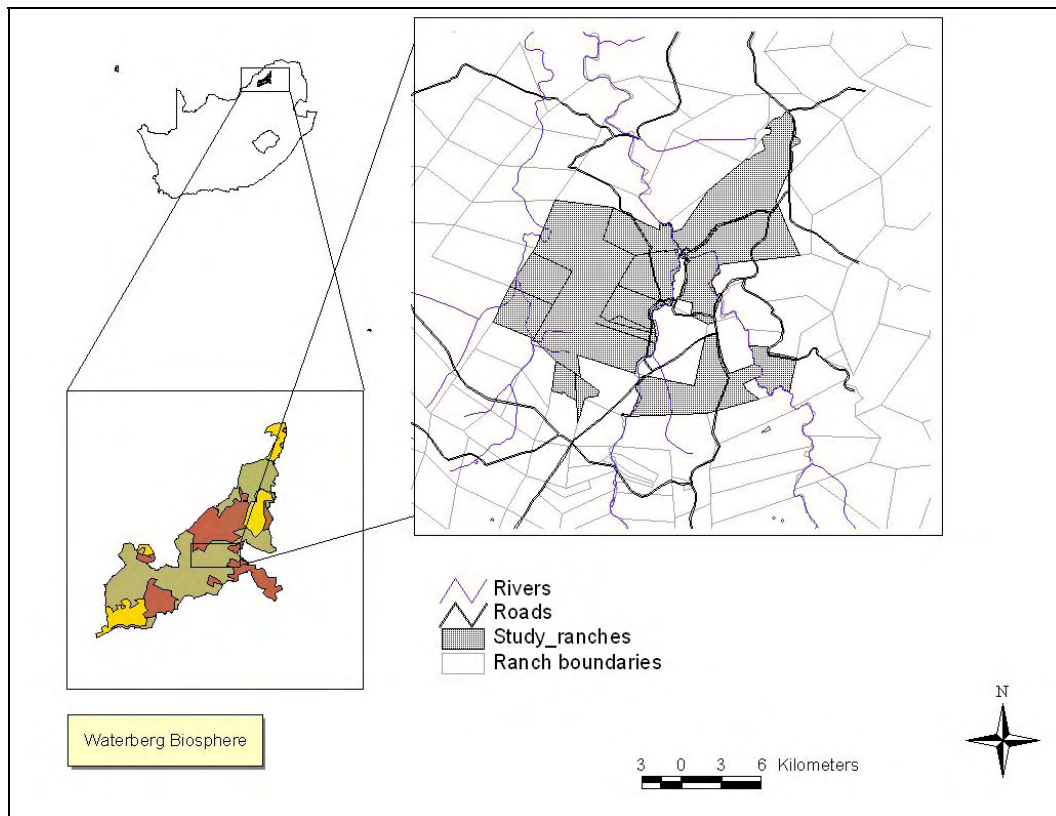 Rivers
Roads
Study_ranches
Ranch boundaries
Waterberg Biosphere
N
3 0 3 6 Kilometers